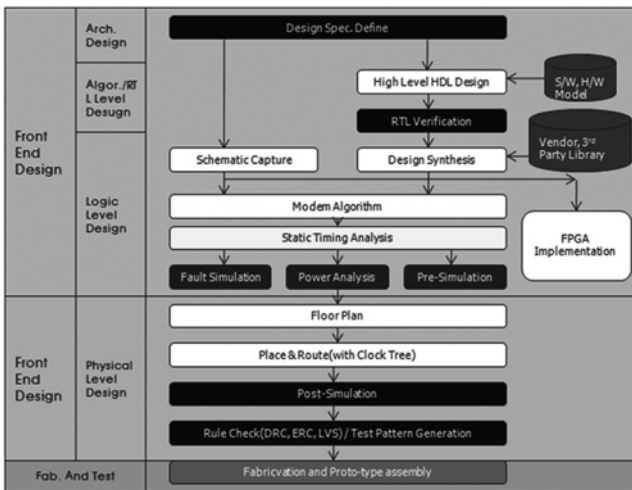 Arch.
Design
Design Spec. Define
Algor./RT
L Level
Desugn
High Level HDL Design
S/W, H/W
Model
RTL Verification
Front
End
Design
Vendor, 3rd
Party Library
Schematic Capture
Design Synthesis
Logic
Level
Design
Modem Algorithm
Static Timing Analysis
FPGA
Implementation
Fault Simulation
Power Analysis
Pre-Simulation
Floor Plan
Front
End
Design
Physical
Level
Design
Place & Route(with Clock Tree)
Post-Simulation
Rule Check(DRC, ERC, LVS)/ Test Pattern Generation
Fab. And Test
Fabricvation and Proto-type assembly